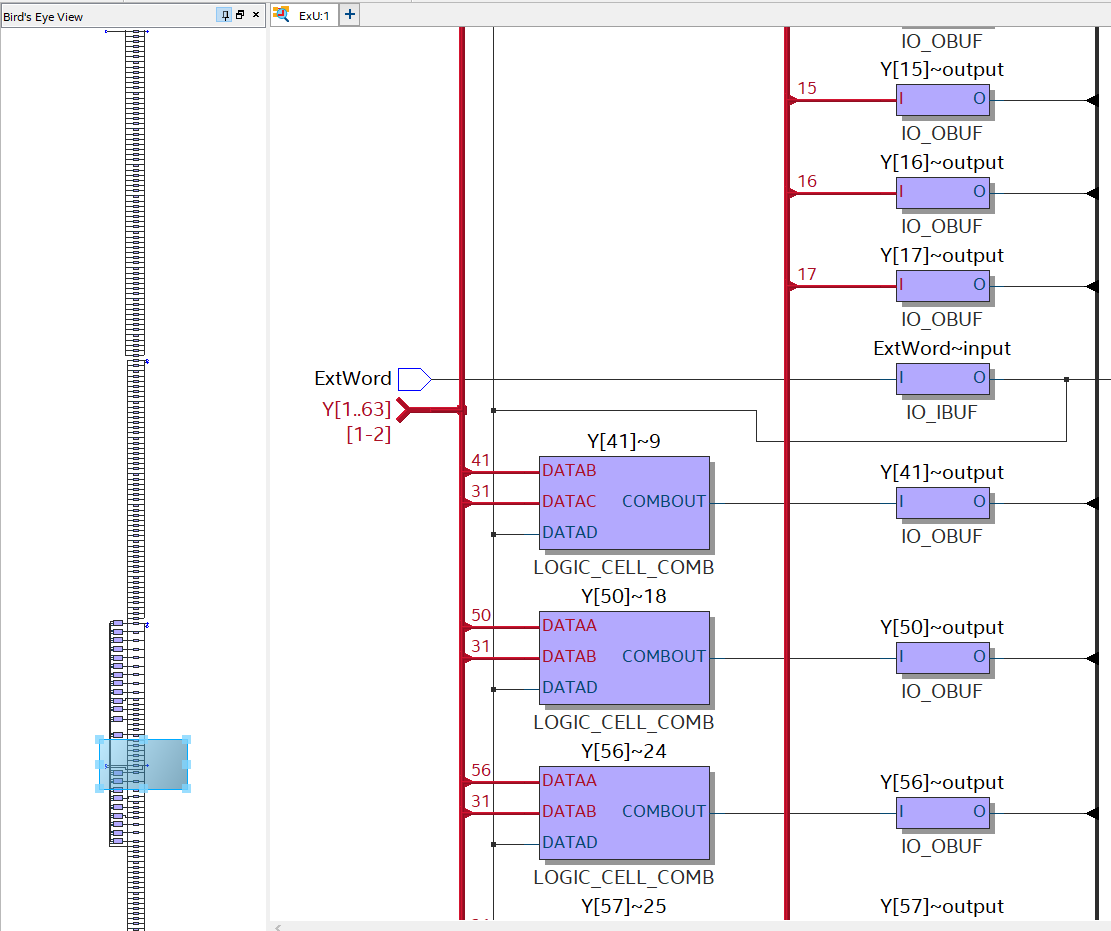 Bird's Eye View
ExU:1
IO_OBUF
Y[15]~output
15
I O
IO_OBUF
Y[16]~output
16
I O
IO_OBUF
Y[17]~output
17
I O
IO_OBUF
ExtWord~input
ExtWord
I O
Y[1..63]
IO_IBUF
[1-2]
Y[41]~9
41
DATAB
Y[41]~output
31
DATAC COMBOUT
I O
DATAD
IO_OBUF
LOGIC_CELL_COMB
Y[50]~18
50
DATAA
Y[50]~output
31
DATAB COMBOUT
I O
DATAD
IO_OBUF
LOGIC_CELL_COMB
Y[56]~24
56
DATAA
Y[56]~output
31
DATAB COMBOUT
I O
DATAD
IO_OBUF
LOGIC_CELL_COMB
Y[57]~25
Y[57]~output